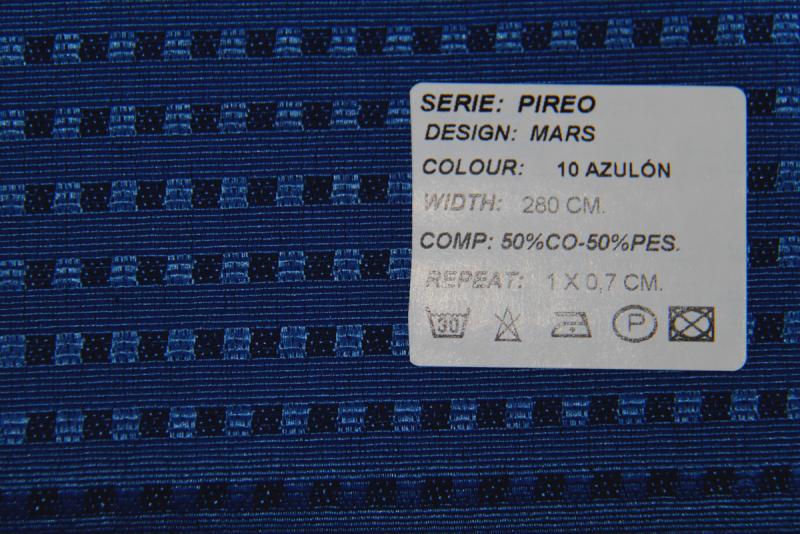 SERIE: PIREO
DESIGN: MARS
COLOUR: 10 AZULÓN
WIDTH: 280 CM.
COMP: 50%CO-50%PES.
REPEAT: 1 X 0,7 CM.
30 P